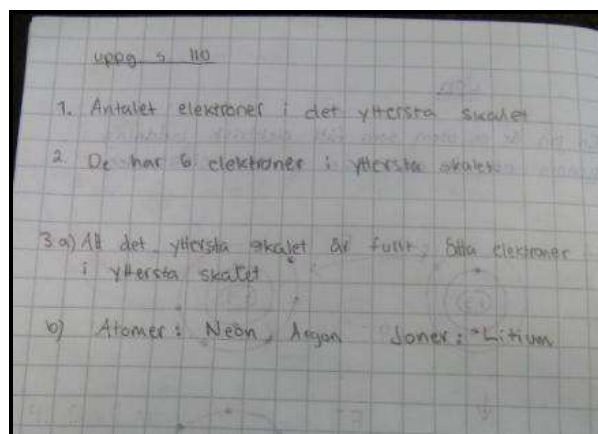 uppg. s 110
1. Antalet elektroner i det yttersta skalet
2. De har 6 elektroner i yttersta skalet
3 a) Att det yttersta skalet är fullt, åtta elektroner
i yttersta skalet
b) Atomer: Neon, Argon Joner: Litium